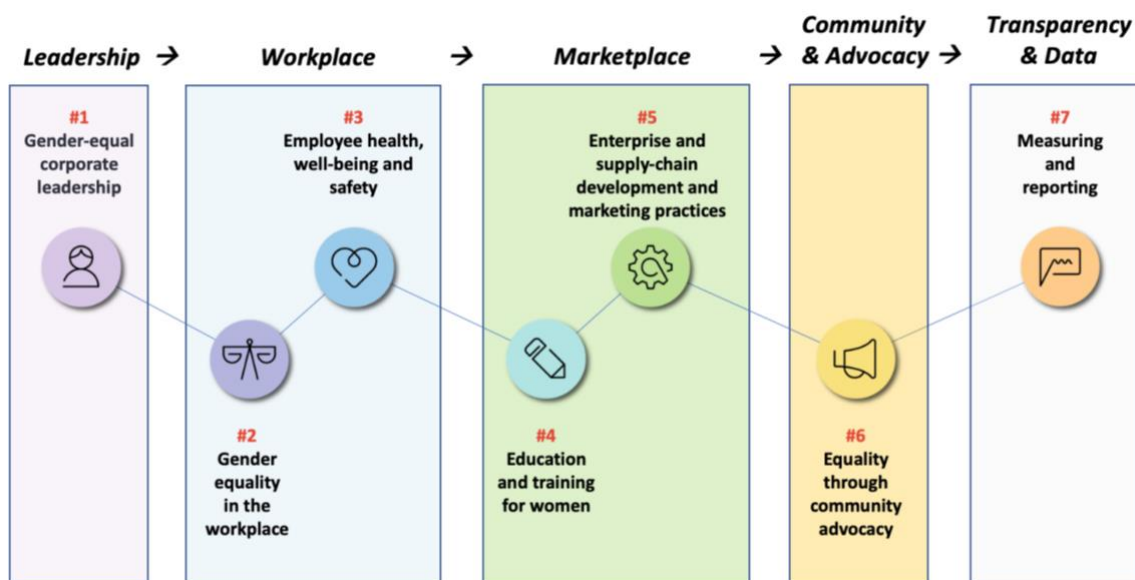 Leadership → Workplace → Marketplace → Community & Advocacy → Transparency & Data
#1
Gender-equal
corporate
leadership
#2
Gender
equality
in the
workplace
#3
Employee health,
well-being and
safety
#4
Education
and training
for women
#5
Enterprise and
supply-chain
development and
marketing practices
#6
Equality
through
community
advocacy
#7
Measuring
and
reporting